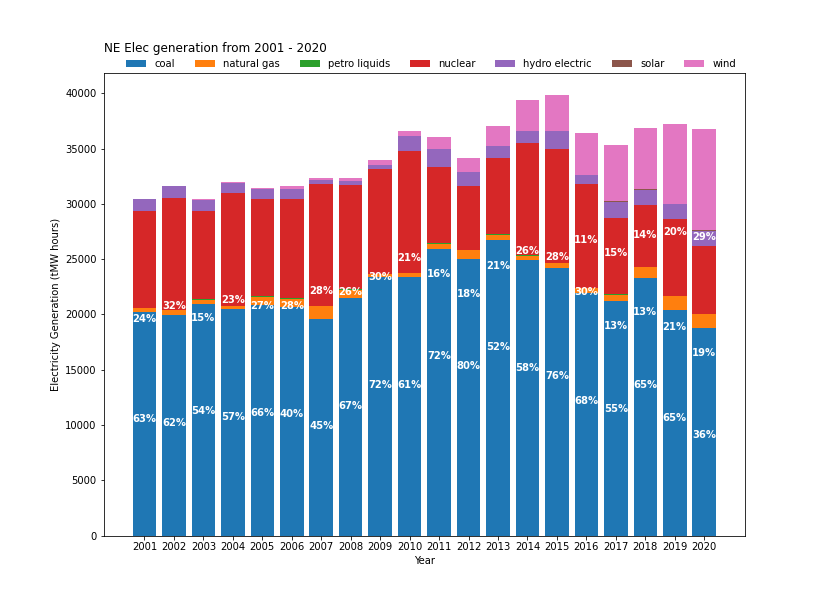 NE Elec generation from 2001 - 2020
coal natural gas petro liquids nuclear hydro electric solar wind
40000
35000
30000
25000
20000
15000
10000
5000
0
Electricity Generation (tMW hours)
24% 32% 15% 23% 27% 28% 28% 26% 30% 21% 16% 18% 21% 26% 28% 11% 15% 14% 20% 29%
30% 13% 13% 21% 19%
63% 62% 54% 57% 66% 40% 45% 67% 72% 61% 72% 80% 52% 58% 76% 68% 55% 65% 65% 36%
2001 2002 2003 2004 2005 2006 2007 2008 2009 2010 2011 2012 2013 2014 2015 2016 2017 2018 2019 2020
Year